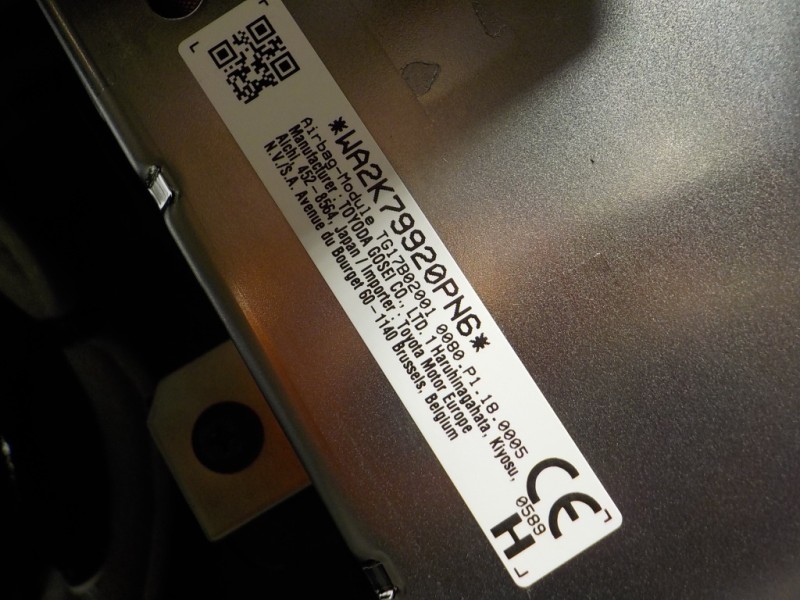 *WA2K79920PN6*
Airbag-Module TG17B02001 0080.P1.18.0005
Manufacturer: TOYODA GOSEI CO., LTD. 1 Haruhinagahata, Kiyosu,
Aichi 452-8564, Japan / Importer: Toyota Motor Europe
N.V./S.A. Avenue du Bourget 60-1140 Brussels, Belgium
CE
0589
H